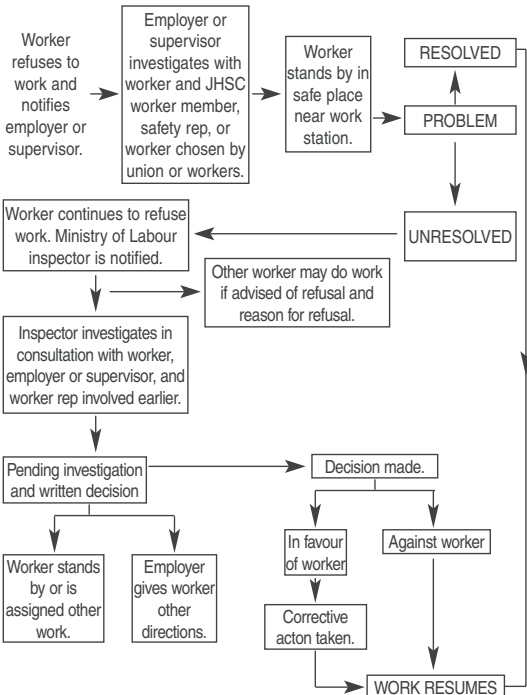 Worker
refuses to
work and
notifies
employer or
supervisor.
Employer or
supervisor
investigates with
worker and JHSC
worker member,
safety rep, or
worker chosen by
union or workers.
Worker
stands by in
safe place
near work
station.
RESOLVED
PROBLEM
UNRESOLVED
Worker continues to refuse
work. Ministry of Labour
inspector is notified.
Other worker may do work
if advised of refusal and
reason for refusal.
Inspector investigates in
consultation with worker,
employer or supervisor, and
worker rep involved earlier.
Pending investigation
and written decision
Decision made.
Worker stands
by or is
assigned other
work.
Employer
gives worker
other
directions.
In favour
of worker
Against worker
Corrective
acton taken.
WORK RESUMES